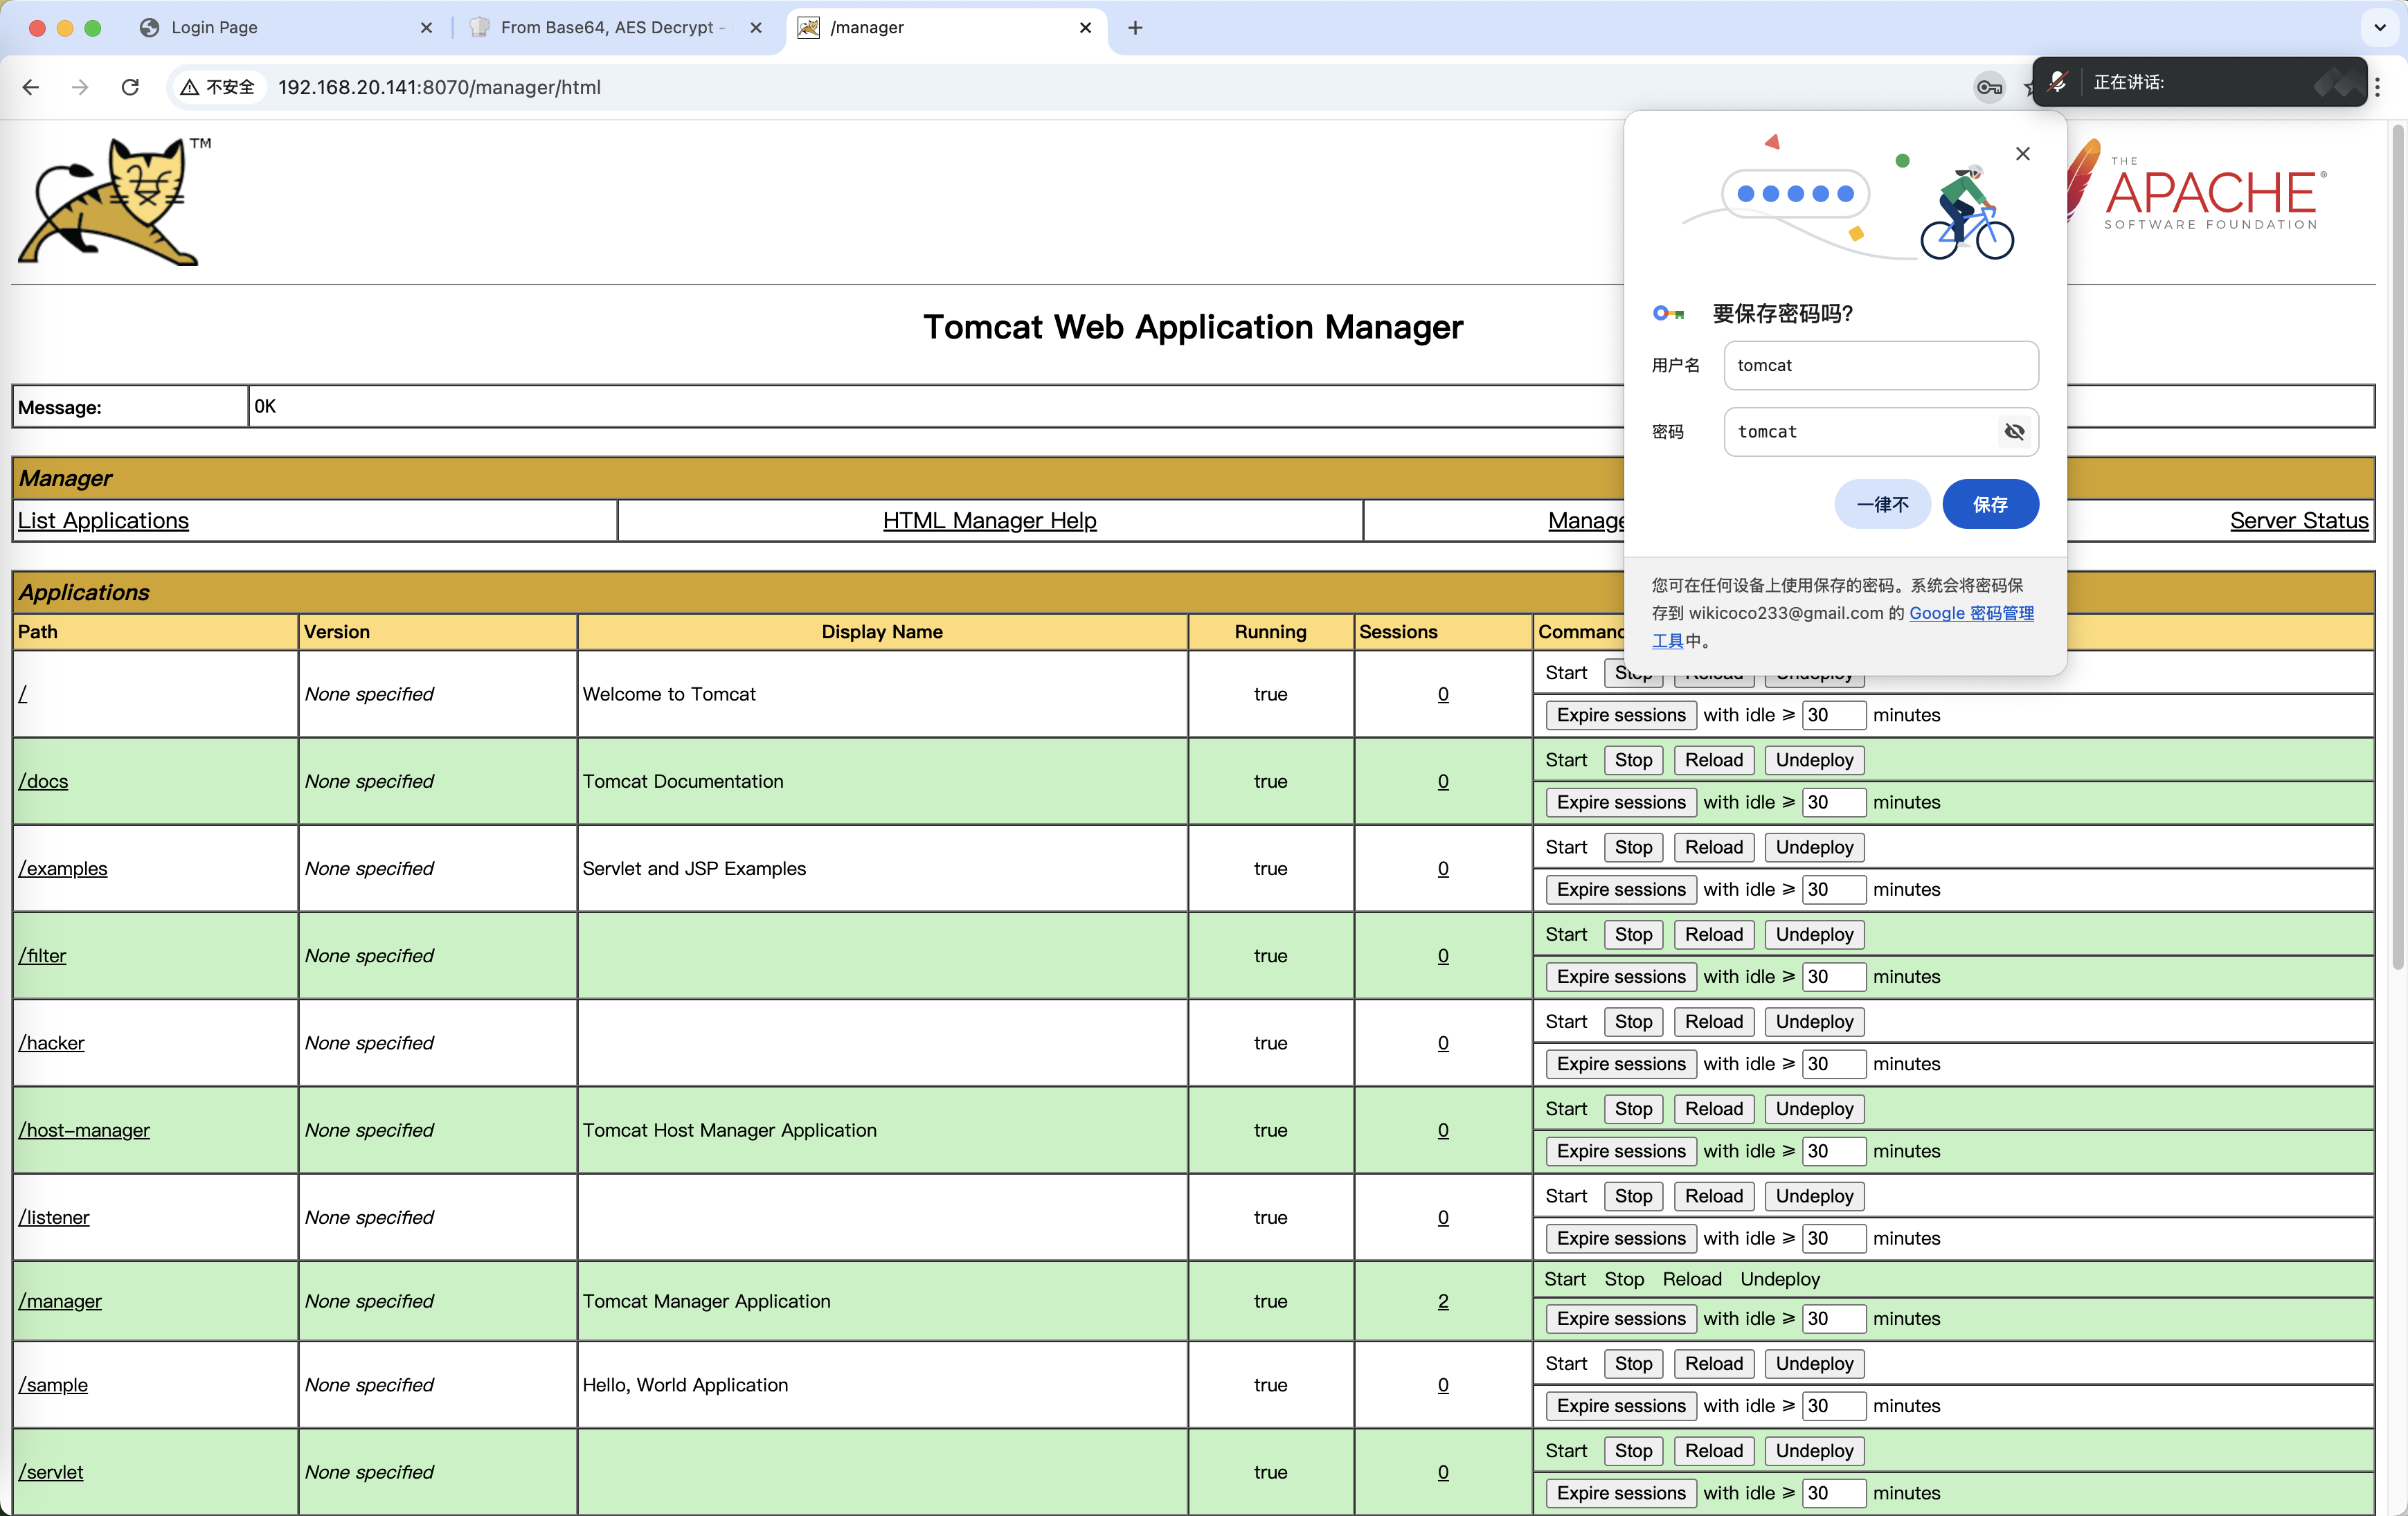 Login Page
From Base64, AES Decrypt -
/manager
不安全
192.168.20.141:8070/manager/html
正在讲话:
TM
THE
APACHE®
SOFTWARE FOUNDATION
要保存密码吗?
用户名 tomcat
密码 tomcat
一律不 保存
您可在任何设备上使用保存的密码。系统会将密码保
存到 wikicoco233@gmail.com 的 Google 密码管理
工具中。
Tomcat Web Application Manager
Message: OK
Manager
List Applications HTML Manager Help Manage Server Status
Applications
Path Version Display Name Running Sessions Comman
/ None specified Welcome to Tomcat true 0 Start Stop Reload Undeploy
Expire sessions with idle ≥ 30 minutes
/docs None specified Tomcat Documentation true 0 Start Stop Reload Undeploy
Expire sessions with idle ≥ 30 minutes
/examples None specified Servlet and JSP Examples true 0 Start Stop Reload Undeploy
Expire sessions with idle ≥ 30 minutes
/filter None specified true 0 Start Stop Reload Undeploy
Expire sessions with idle ≥ 30 minutes
/hacker None specified true 0 Start Stop Reload Undeploy
Expire sessions with idle ≥ 30 minutes
/host-manager None specified Tomcat Host Manager Application true 0 Start Stop Reload Undeploy
Expire sessions with idle ≥ 30 minutes
/listener None specified true 0 Start Stop Reload Undeploy
Expire sessions with idle ≥ 30 minutes
/manager None specified Tomcat Manager Application true 2 Start Stop Reload Undeploy
Expire sessions with idle ≥ 30 minutes
/sample None specified Hello, World Application true 0 Start Stop Reload Undeploy
Expire sessions with idle ≥ 30 minutes
/servlet None specified true 0 Start Stop Reload Undeploy
Expire sessions with idle ≥ 30 minutes